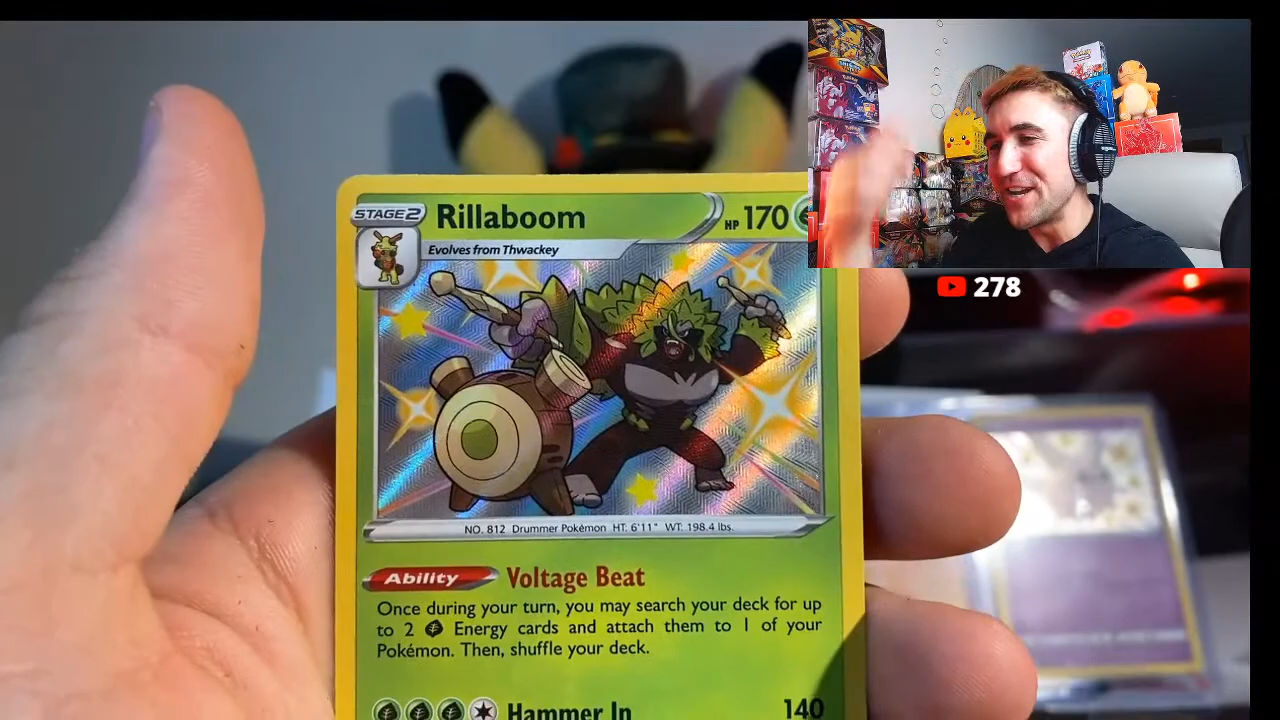 STAGE2
Rillaboom
HP 170
Evolves from Thwackey
278
NO. 812 Drummer Pokémon HT: 6'11" WT: 198.4 lbs.
Ability Voltage Beat
Once during your turn, you may search your deck for up
to 2 Energy cards and attach them to 1 of your
Pokémon. Then, shuffle your deck.
Hammer In 140